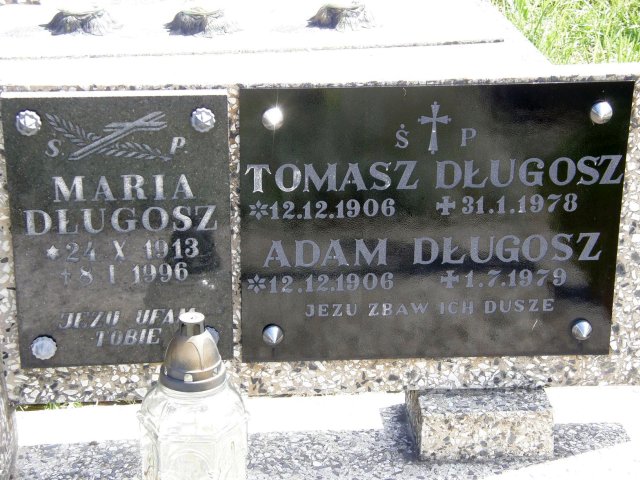 Ś P
MARIA
DŁUGOSZ
* 24 X 1913
+ 8 I 1996
JEZU UFAM
TOBIE
Ś P
TOMASZ DŁUGOSZ
*12.12.1906 +31.1.1978
ADAM DŁUGOSZ
*12.12.1906 +1.7.1979
JEZU ZBAW ICH DUSZE